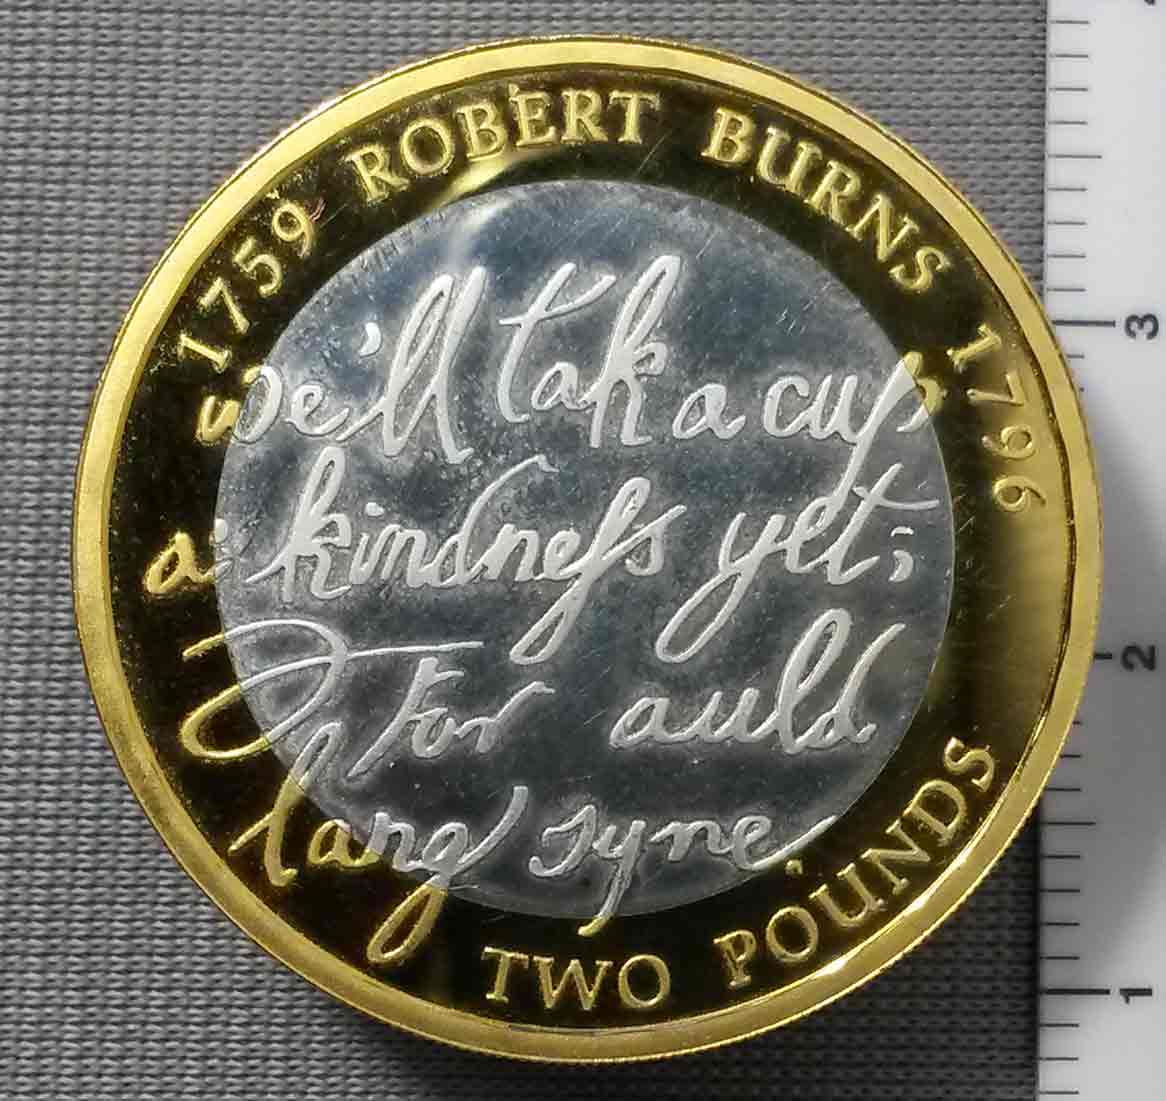 1759 ROBERT BURNS 1796
we'll tak a cup
o' kindneſs yet;
For auld
lang syne.
TWO POUNDS
3
2
1